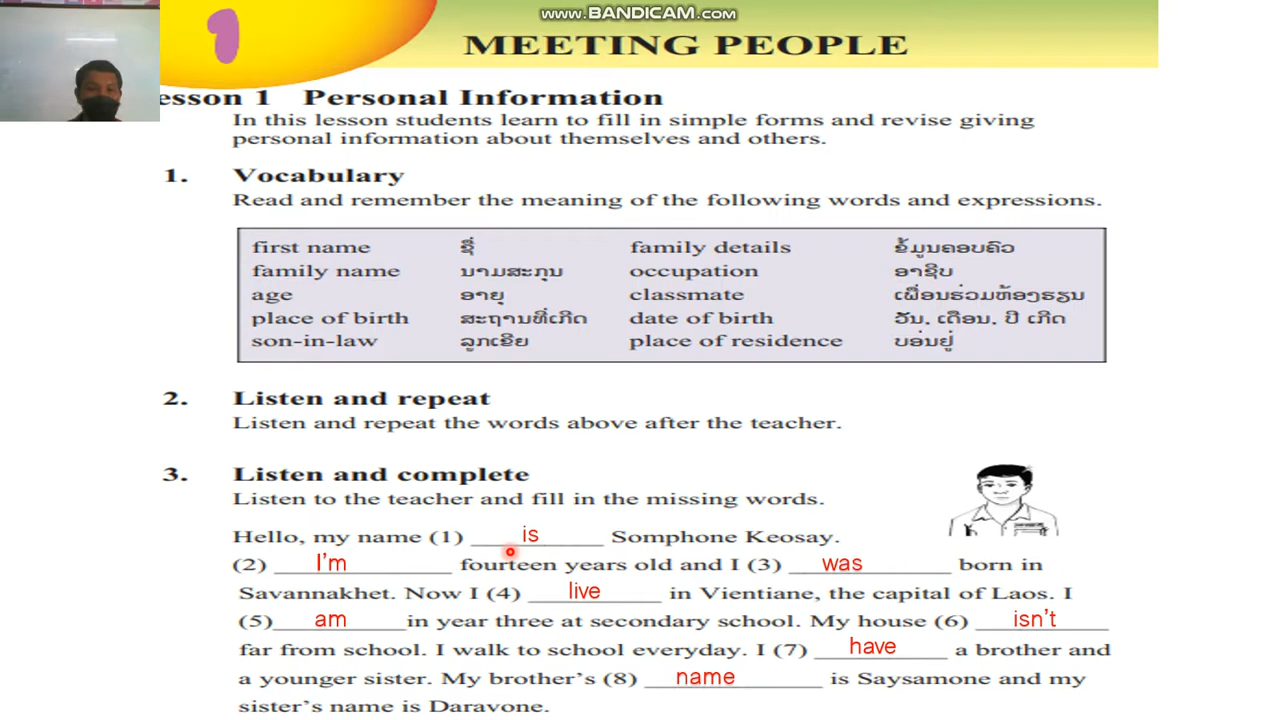 www.BANDICAM.com
1
MEETING PEOPLE
esson 1 Personal Information
In this lesson students learn to fill in simple forms and revise giving
personal information about themselves and others.
1. Vocabulary
Read and remember the meaning of the following words and expressions.
first name ຊື່ family details ຂໍ້ມູນຄອບຄົວ
family name ນາມສະກຸນ occupation ອາຊີບ
age ອາຍຸ classmate ເພື່ອນຮ່ວມຫ້ອງຮຽນ
place of birth ສະຖານທີ່ເກີດ date of birth ວັນ, ເດືອນ, ປີ ເກີດ
son-in-law ລູກເຂີຍ place of residence ບອ່ນຢູ່
2. Listen and repeat
Listen and repeat the words above after the teacher.
3. Listen and complete
Listen to the teacher and fill in the missing words.
Hello, my name (1) is Somphone Keosay.
(2) I'm fourteen years old and I (3) was born in
Savannakhet. Now I (4) live in Vientiane, the capital of Laos. I
(5) am in year three at secondary school. My house (6) isn't
far from school. I walk to school everyday. I (7) have a brother and
a younger sister. My brother's (8) name is Saysamone and my
sister's name is Daravone.